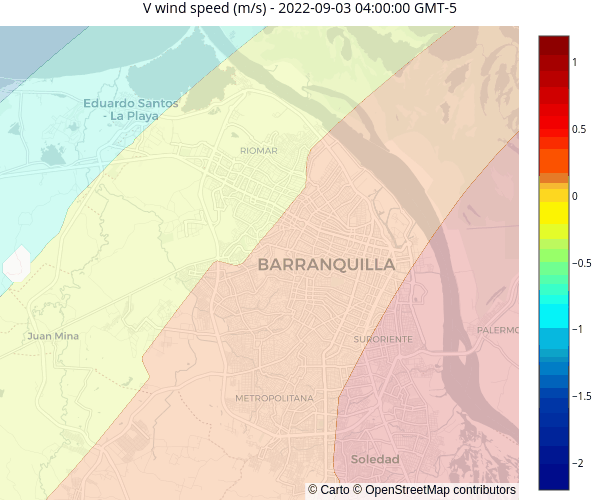 V wind speed (m/s) - 2022-09-03 04:00:00 GMT-5
Eduardo Santos
- La Playa
RIOMAR
BARRANQUILLA
Juan Mina
SURORIENTE
PALERMO
METROPOLITANA
Soledad
© Carto © OpenStreetMap contributors
1
0.5
0
−0.5
−1
−1.5
−2